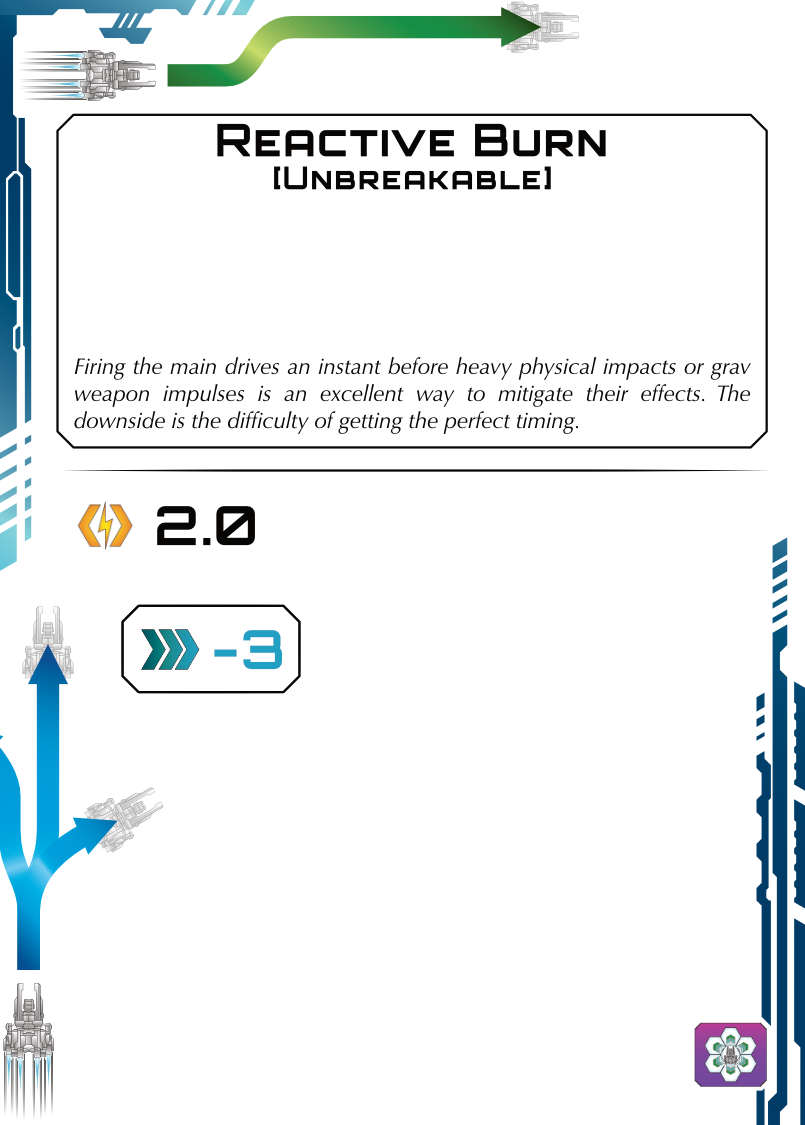 Reactive Burn
[Unbreakable]
Firing the main drives an instant before heavy physical impacts or grav
weapon impulses is an excellent way to mitigate their effects. The
downside is the difficulty of getting the perfect timing.
2.0
-3